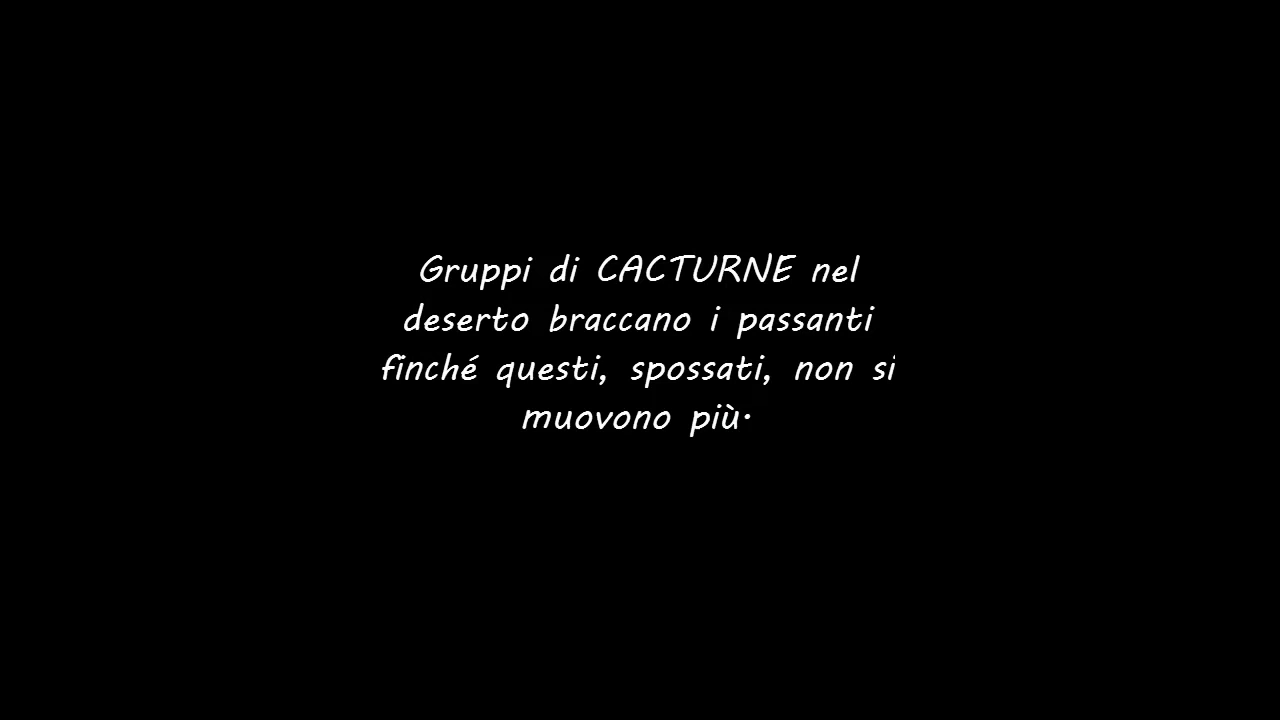 Gruppi di CACTURNE nel
deserto braccano i passanti
finché questi, spossati, non si
muovono più.